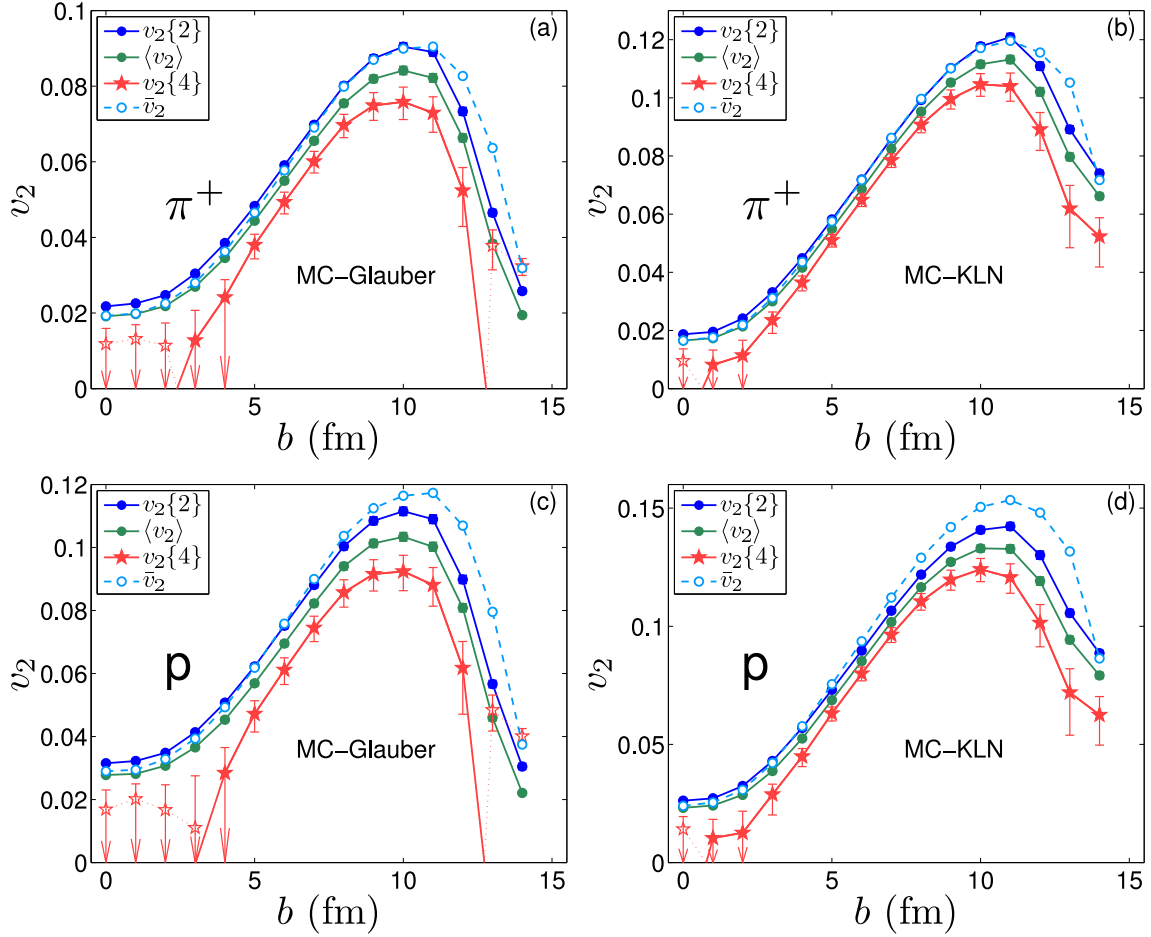 (a)
v₂{2}
⟨v₂⟩
v₂{4}
v̄₂
π⁺
MC−Glauber
v₂
0
0.02
0.04
0.06
0.08
0.1
0
5
10
15
b (fm)
(b)
v₂{2}
⟨v₂⟩
v₂{4}
v̄₂
π⁺
MC−KLN
v₂
0
0.02
0.04
0.06
0.08
0.1
0.12
0
5
10
15
b (fm)
(c)
v₂{2}
⟨v₂⟩
v₂{4}
v̄₂
p
MC−Glauber
v₂
0
0.02
0.04
0.06
0.08
0.1
0.12
0
5
10
15
b (fm)
(d)
v₂{2}
⟨v₂⟩
v₂{4}
v̄₂
p
MC−KLN
v₂
0
0.05
0.1
0.15
0
5
10
15
b (fm)